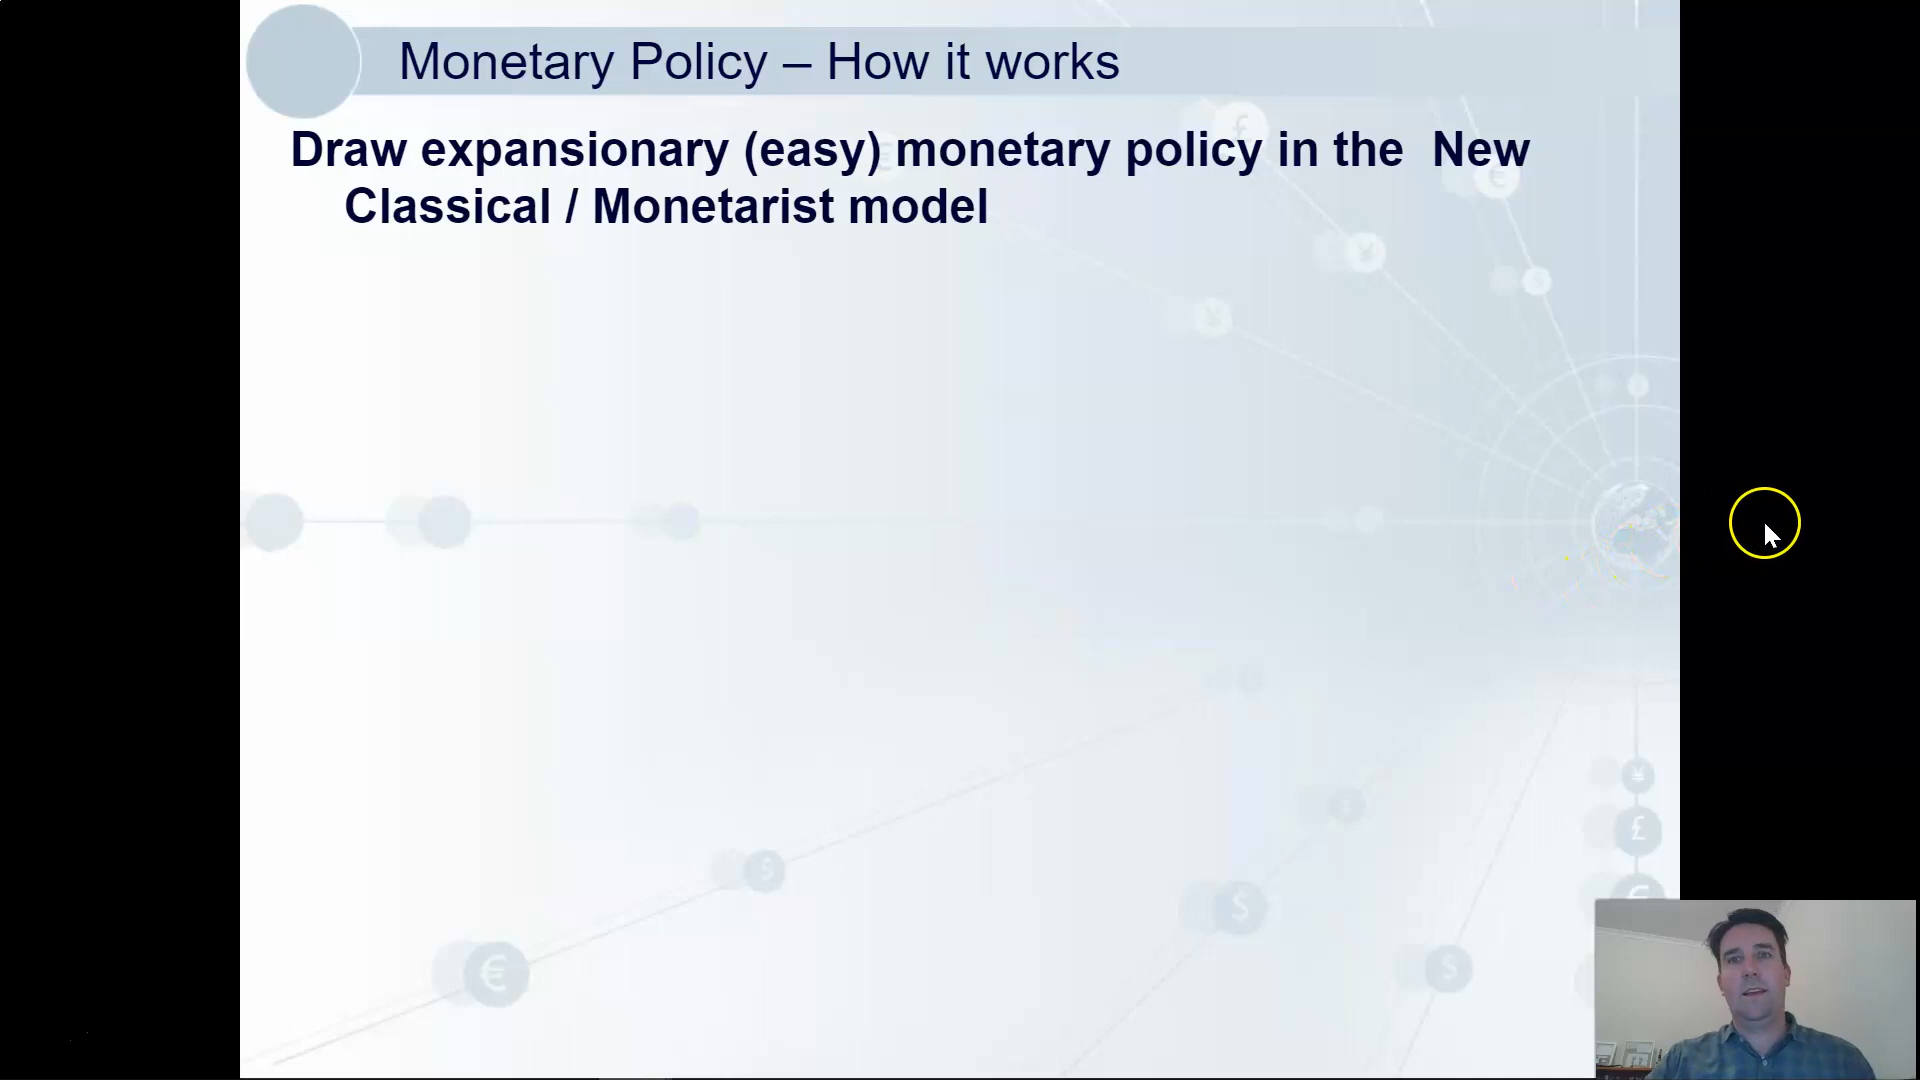 Monetary Policy – How it works
Draw expansionary (easy) monetary policy in the New
Classical / Monetarist model